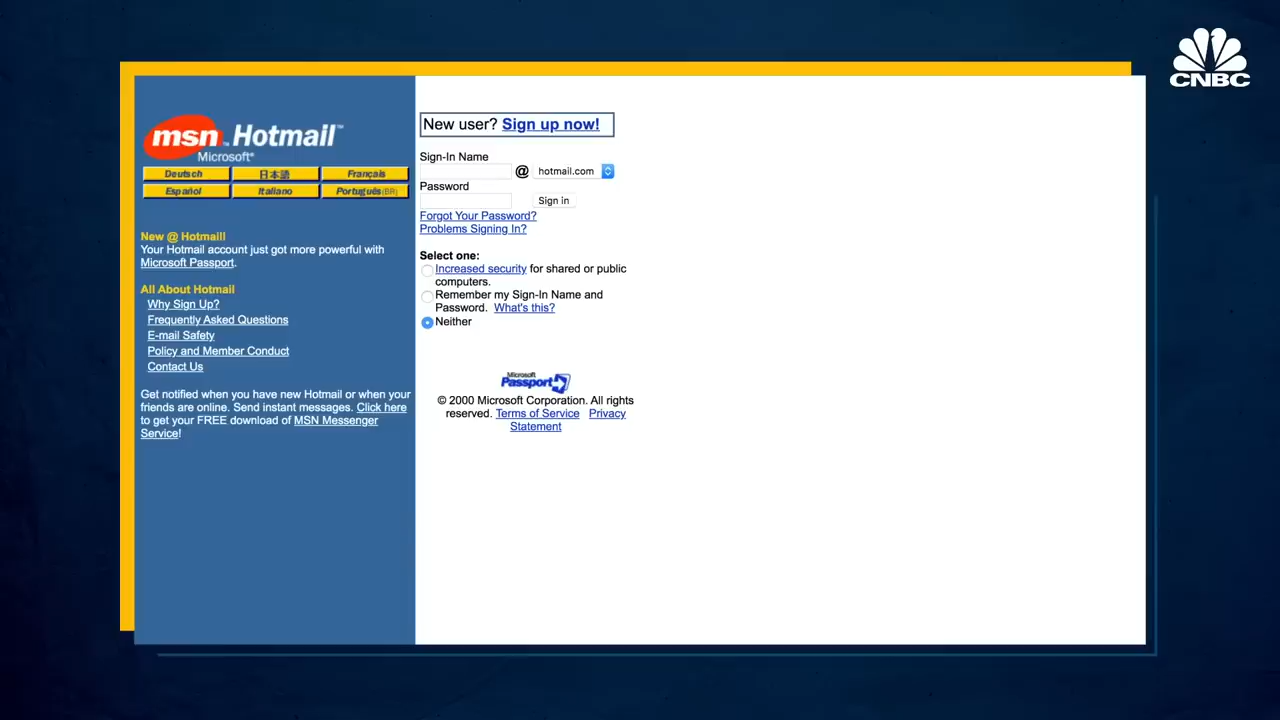 CNBC
msn Hotmail™
Microsoft®
Deutsch 日本語 Français
Español Italiano Português(BR)
New @ Hotmail!
Your Hotmail account just got more powerful with
Microsoft Passport.
All About Hotmail
Why Sign Up?
Frequently Asked Questions
E-mail Safety
Policy and Member Conduct
Contact Us
Get notified when you have new Hotmail or when your
friends are online. Send instant messages. Click here
to get your FREE download of MSN Messenger
Service!
New user? Sign up now!
Sign-In Name
@ hotmail.com
Password
Sign in
Forgot Your Password?
Problems Signing In?
Select one:
Increased security for shared or public
computers.
Remember my Sign-In Name and
Password. What's this?
Neither
Microsoft
Passport
© 2000 Microsoft Corporation. All rights
reserved. Terms of Service Privacy
Statement